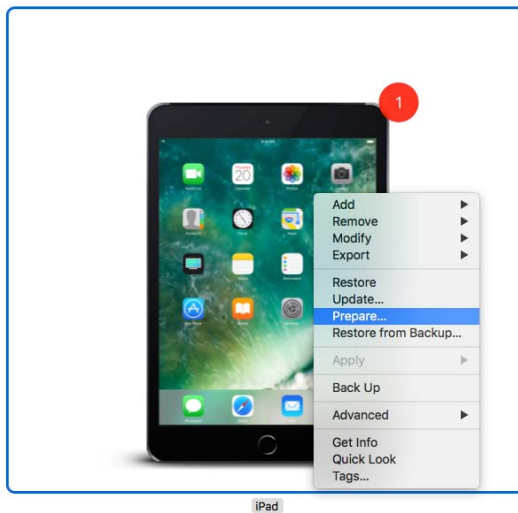 1
20
Add
Remove
Modify
Export
Restore
Update...
Prepare...
Restore from Backup...
Apply
Back Up
Advanced
Get Info
Quick Look
Tags...
iPad